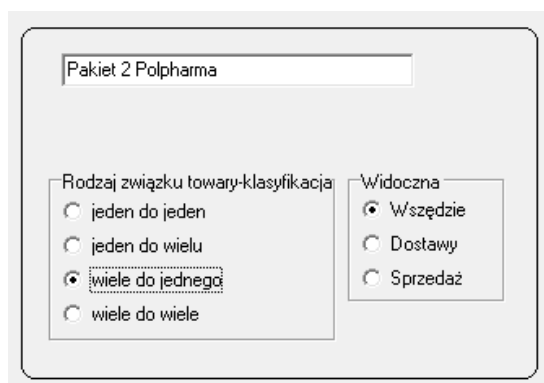 Pakiet 2 Polpharma
Rodzaj związku towary-klasyfikacja
jeden do jeden
jeden do wielu
wiele do jednego
wiele do wiele
Widoczna
Wszędzie
Dostawy
Sprzedaż